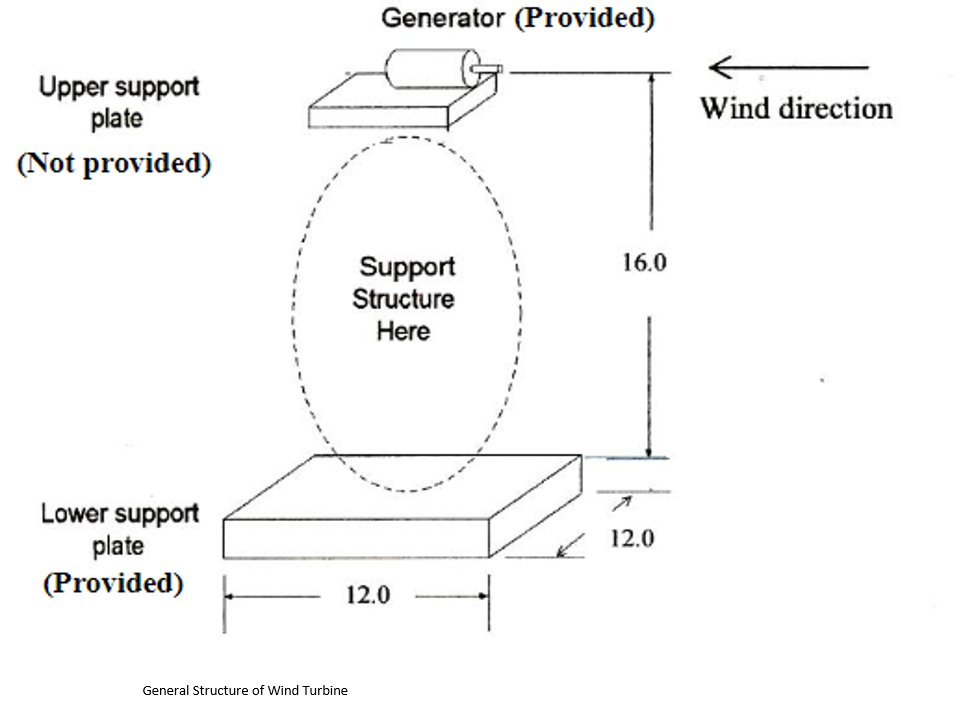 Generator (Provided)
Upper support
plate
(Not provided)
Wind direction
Support
Structure
Here
16.0
Lower support
plate
(Provided)
12.0
12.0
General Structure of Wind Turbine